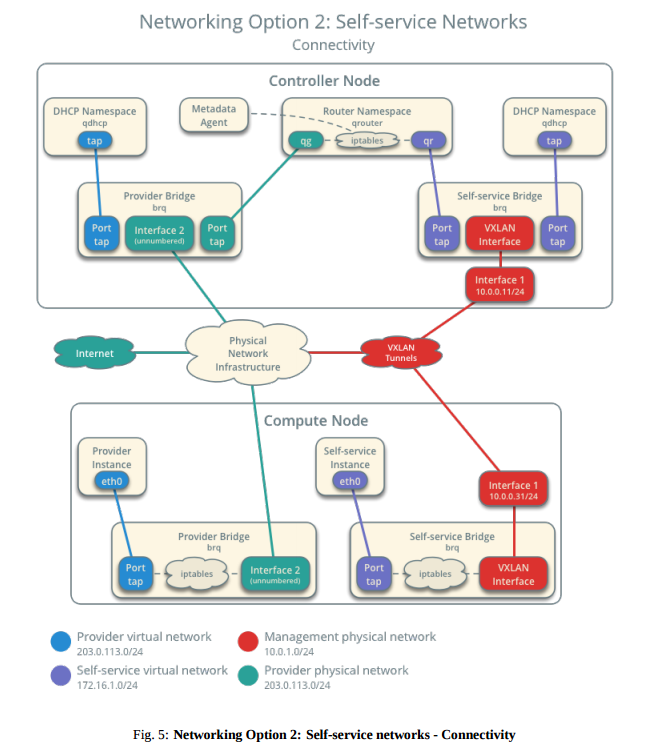 Networking Option 2: Self-service Networks
Connectivity
Controller Node
DHCP Namespace
qdhcp
tap
Metadata
Agent
Router Namespace
qrouter
qg
iptables
qr
DHCP Namespace
qdhcp
tap
Provider Bridge
brq
Port
tap
Interface 2
(unnumbered)
Port
tap
Self-service Bridge
brq
Port
tap
VXLAN
Interface
Port
tap
Interface 1
10.0.0.11/24
Internet
Physical
Network
Infrastructure
VXLAN
Tunnels
Compute Node
Provider
Instance
eth0
Self-service
Instance
eth0
Interface 1
10.0.0.31/24
Provider Bridge
brq
Port
tap
iptables
Interface 2
(unnumbered)
Self-service Bridge
brq
Port
tap
iptables
VXLAN
Interface
Provider virtual network
203.0.113.0/24
Management physical network
10.0.1.0/24
Self-service virtual network
172.16.1.0/24
Provider physical network
203.0.113.0/24
Fig. 5: Networking Option 2: Self-service networks - Connectivity